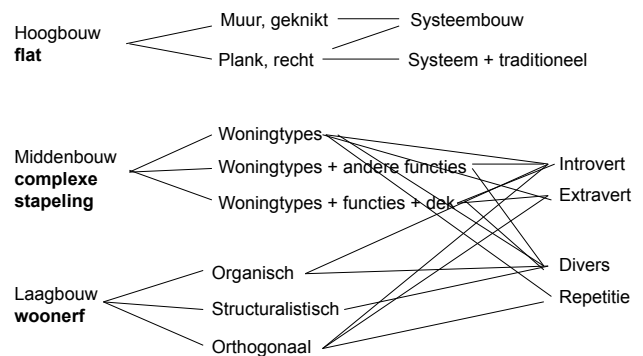 Hoogbouw
flat
Muur, geknikt
Systeembouw
Plank, recht
Systeem + traditioneel
Middenbouw
complexe
stapeling
Woningtypes
Woningtypes + andere functies
Woningtypes + functies + dek
Introvert
Extravert
Divers
Repetitie
Laagbouw
woonerf
Organisch
Structuralistisch
Orthogonaal